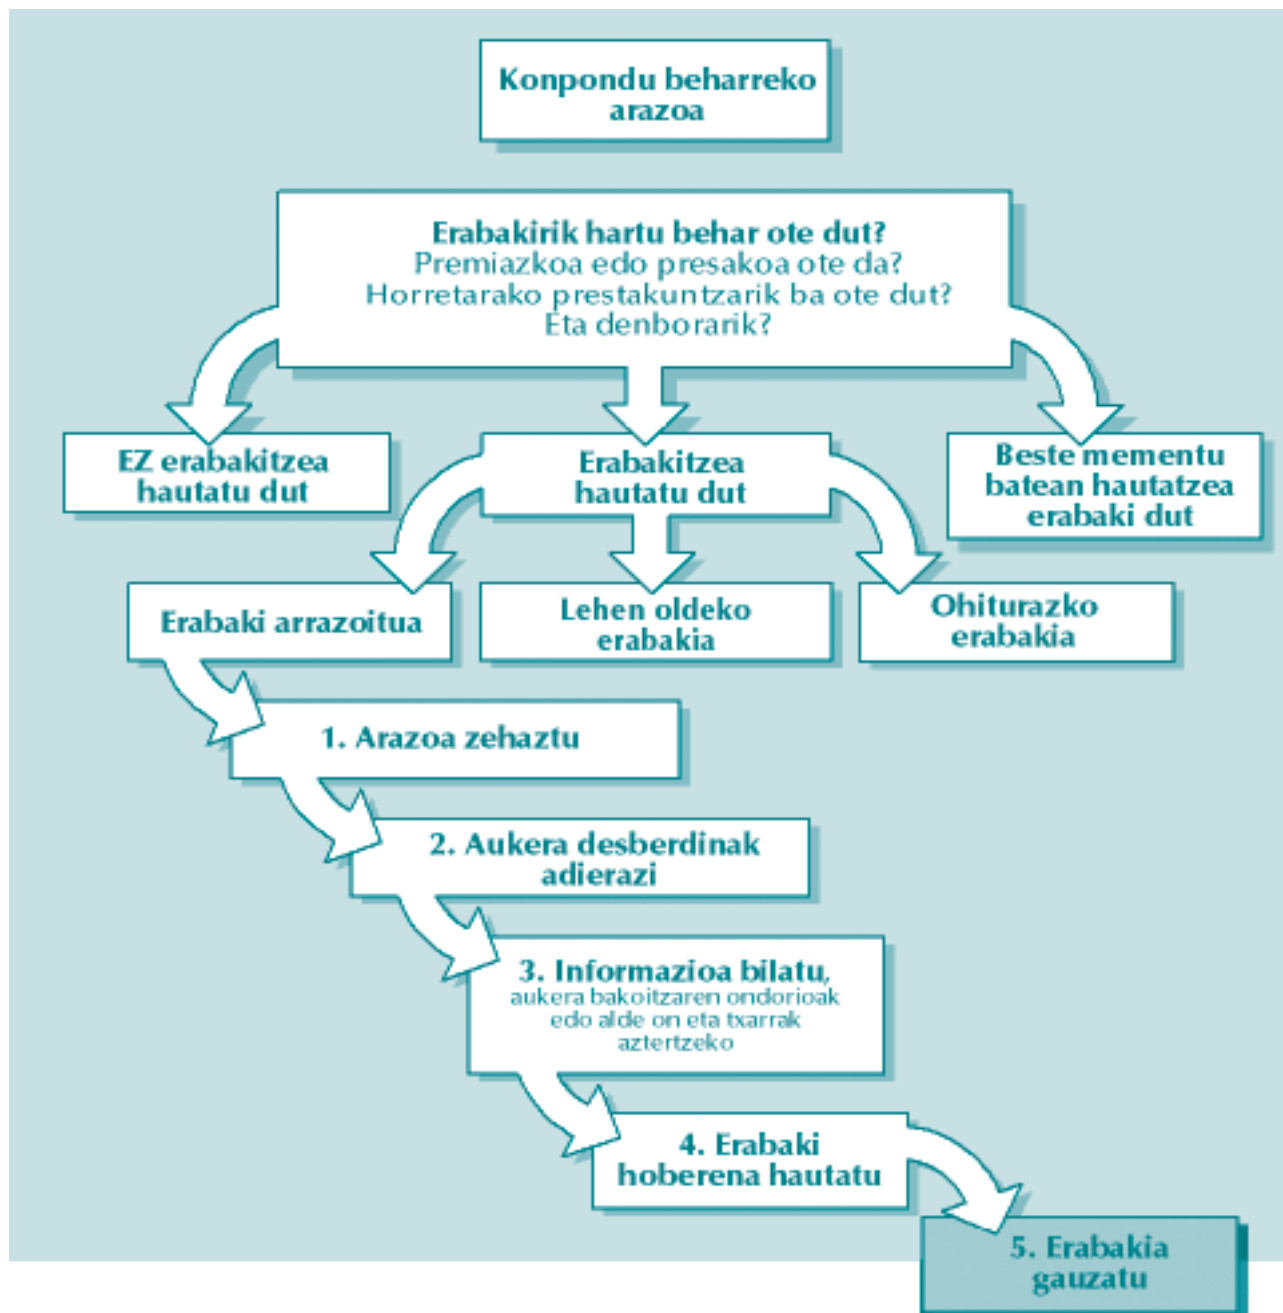 Konpondu beharreko
arazoa
Erabakirik hartu behar ote dut?
Premiazkoa edo presakoa ote da?
Horretarako prestakuntzarik ba ote dut?
Eta denborarik?
EZ erabakitzea
hautatu dut
Erabakitzea
hautatu dut
Beste mementu
batean hautatzea
erabaki dut
Erabaki arrazoitua
Lehen oldeko
erabakia
Ohiturazko
erabakia
1. Arazoa zehaztu
2. Aukera desberdinak
adierazi
3. Informazioa bilatu,
aukera bakoitzaren ondorioak
edo alde on eta txarrak
aztertzeko
4. Erabaki
hoberena hautatu
5. Erabakia
gauzatu